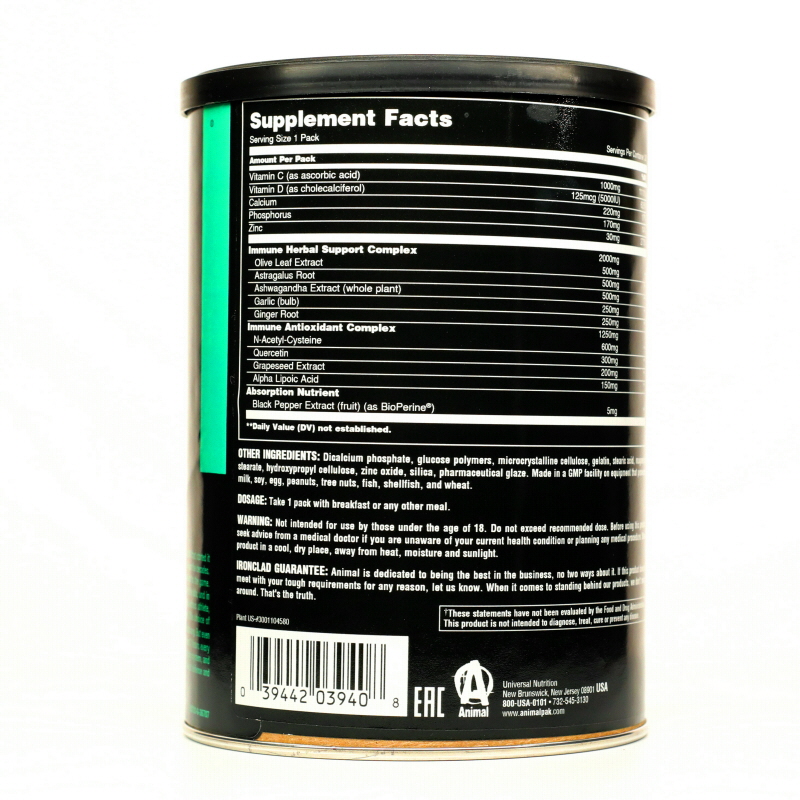 Supplement Facts
Serving Size 1 Pack
Servings Per
Amount Per Pack
Vitamin C (as ascorbic acid) 1000mg
Vitamin D (as cholecalciferol) 125mcg (5000IU)
Calcium 220mg
Phosphorus 170mg
Zinc 30mg
Immune Herbal Support Complex 2000mg
Olive Leaf Extract 500mg
Astragalus Root 500mg
Ashwagandha Extract (whole plant) 500mg
Garlic (bulb) 250mg
Ginger Root 250mg
Immune Antioxidant Complex 1250mg
N-Acetyl-Cysteine 600mg
Quercetin 300mg
Grapeseed Extract 200mg
Alpha Lipoic Acid 150mg
Absorption Nutrient
Black Pepper Extract (fruit) (as BioPerine®) 5mg
**Daily Value (DV) not established.
OTHER INGREDIENTS: Dicalcium phosphate, glucose polymers, microcrystalline cellulose, gelatin, stearic acid,
stearate, hydroxypropyl cellulose, zinc oxide, silica, pharmaceutical glaze. Made in a GMP facility on equipment that
milk, soy, egg, peanuts, tree nuts, fish, shellfish, and wheat.
DOSAGE: Take 1 pack with breakfast or any other meal.
WARNING: Not intended for use by those under the age of 18. Do not exceed recommended dose. Before using
seek advice from a medical doctor if you are unaware of your current health condition or planning any medical
product in a cool, dry place, away from heat, moisture and sunlight.
IRONCLAD GUARANTEE: Animal is dedicated to being the best in the business, no two ways about it. If this product
meet with your tough requirements for any reason, let us know. When it comes to standing behind our products, we
around. That's the truth.
†These statements have not been evaluated by the Food and Drug
This product is not intended to diagnose, treat, cure or prevent any
Plant US-#3001104580
0 39442 03940 8
EAC
A
Animal
Universal Nutrition
New Brunswick, New Jersey 08901 USA
800-USA-0101 • 732-545-3130
www.animalpak.com